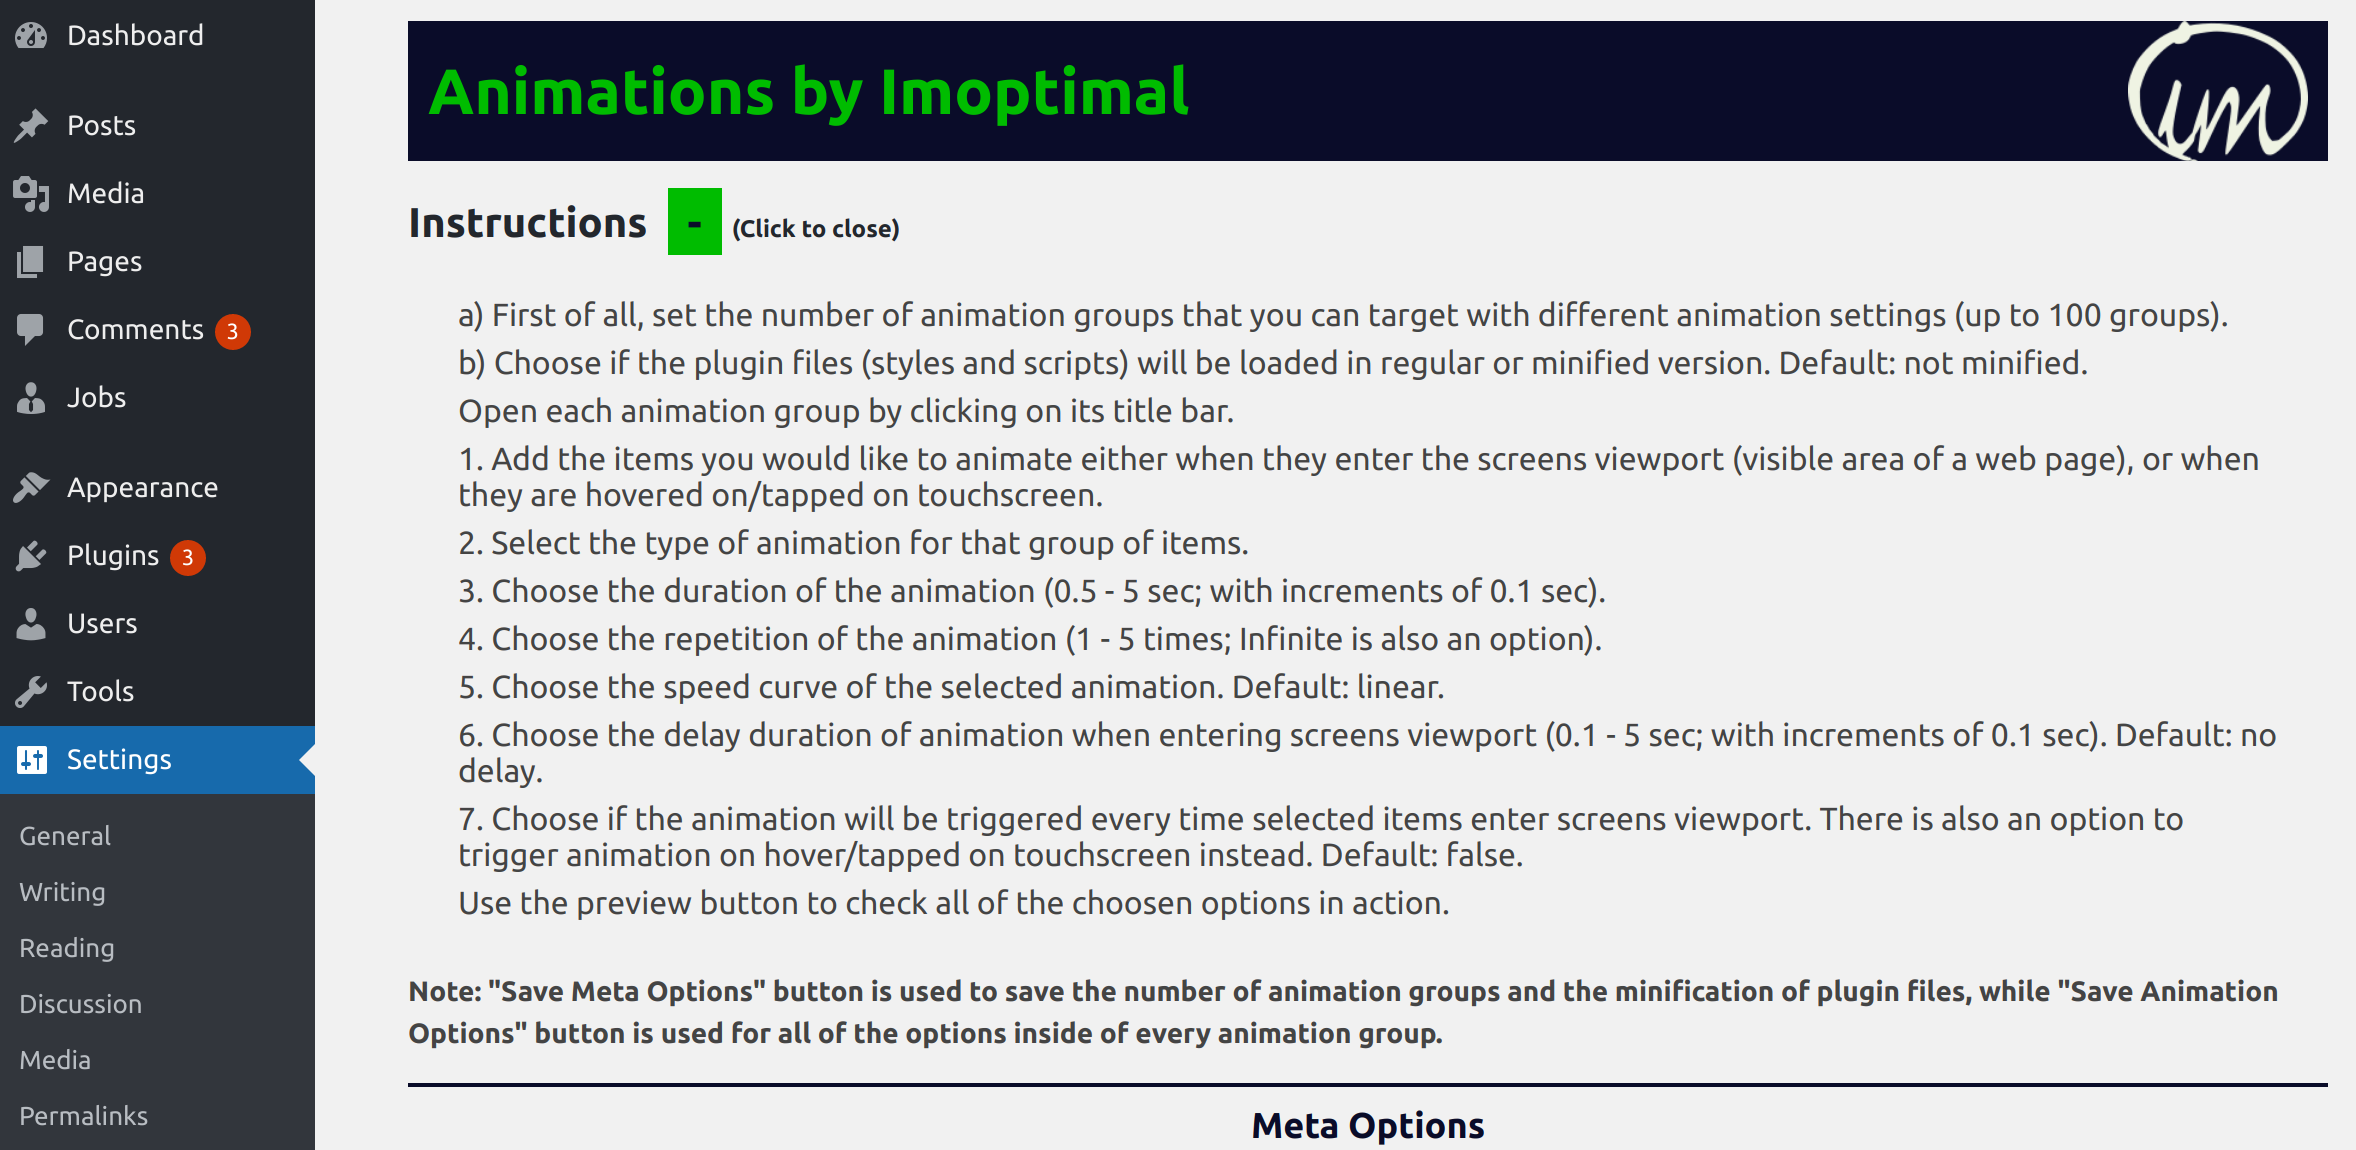 Dashboard
Posts
Media
Pages
Comments 3
Jobs
Appearance
Plugins 3
Users
Tools
Settings
General
Writing
Reading
Discussion
Media
Permalinks
Animations by Imoptimal
im
Instructions - (Click to close)
a) First of all, set the number of animation groups that you can target with different animation settings (up to 100 groups).
b) Choose if the plugin files (styles and scripts) will be loaded in regular or minified version. Default: not minified.
Open each animation group by clicking on its title bar.
1. Add the items you would like to animate either when they enter the screens viewport (visible area of a web page), or when
they are hovered on/tapped on touchscreen.
2. Select the type of animation for that group of items.
3. Choose the duration of the animation (0.5 - 5 sec; with increments of 0.1 sec).
4. Choose the repetition of the animation (1 - 5 times; Infinite is also an option).
5. Choose the speed curve of the selected animation. Default: linear.
6. Choose the delay duration of animation when entering screens viewport (0.1 - 5 sec; with increments of 0.1 sec). Default: no
delay.
7. Choose if the animation will be triggered every time selected items enter screens viewport. There is also an option to
trigger animation on hover/tapped on touchscreen instead. Default: false.
Use the preview button to check all of the choosen options in action.
Note: "Save Meta Options" button is used to save the number of animation groups and the minification of plugin files, while "Save Animation
Options" button is used for all of the options inside of every animation group.
Meta Options